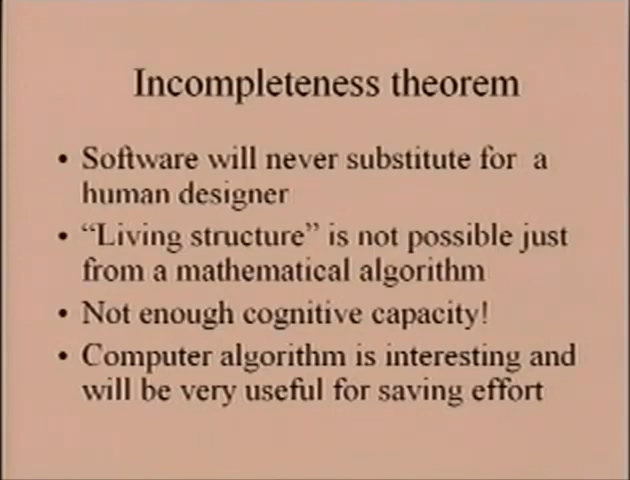 Incompleteness theorem
• Software will never substitute for a
human designer
• “Living structure” is not possible just
from a mathematical algorithm
• Not enough cognitive capacity!
• Computer algorithm is interesting and
will be very useful for saving effort